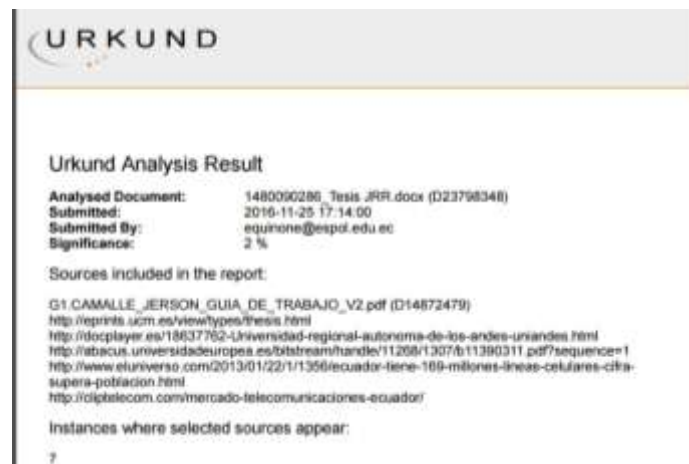 URKUND
Urkund Analysis Result
Analysed Document: 1480090286_Tesis JRR.docx (D23798348)
Submitted: 2016-11-25 17:14:00
Submitted By: equinone@espol.edu.ec
Significance: 2 %
Sources included in the report:
G1.CAMALLE_JERSON_GUIA_DE_TRABAJO_V2.pdf (D14872479)
http://eprints.ucm.es/view/types/thesis.html
http://docplayer.es/18637762-Universidad-regional-autonoma-de-los-andes-uniandes.html
http://abacus.universidadeuropea.es/bitstream/handle/11268/1307/b11390311.pdf?sequence=1
http://www.eluniverso.com/2013/01/22/1/1356/ecuador-tiene-169-millones-lineas-celulares-cifra-
supera-poblacion.html
http://cliptelecom.com/mercado-telecomunicaciones-ecuador/
Instances where selected sources appear:
7